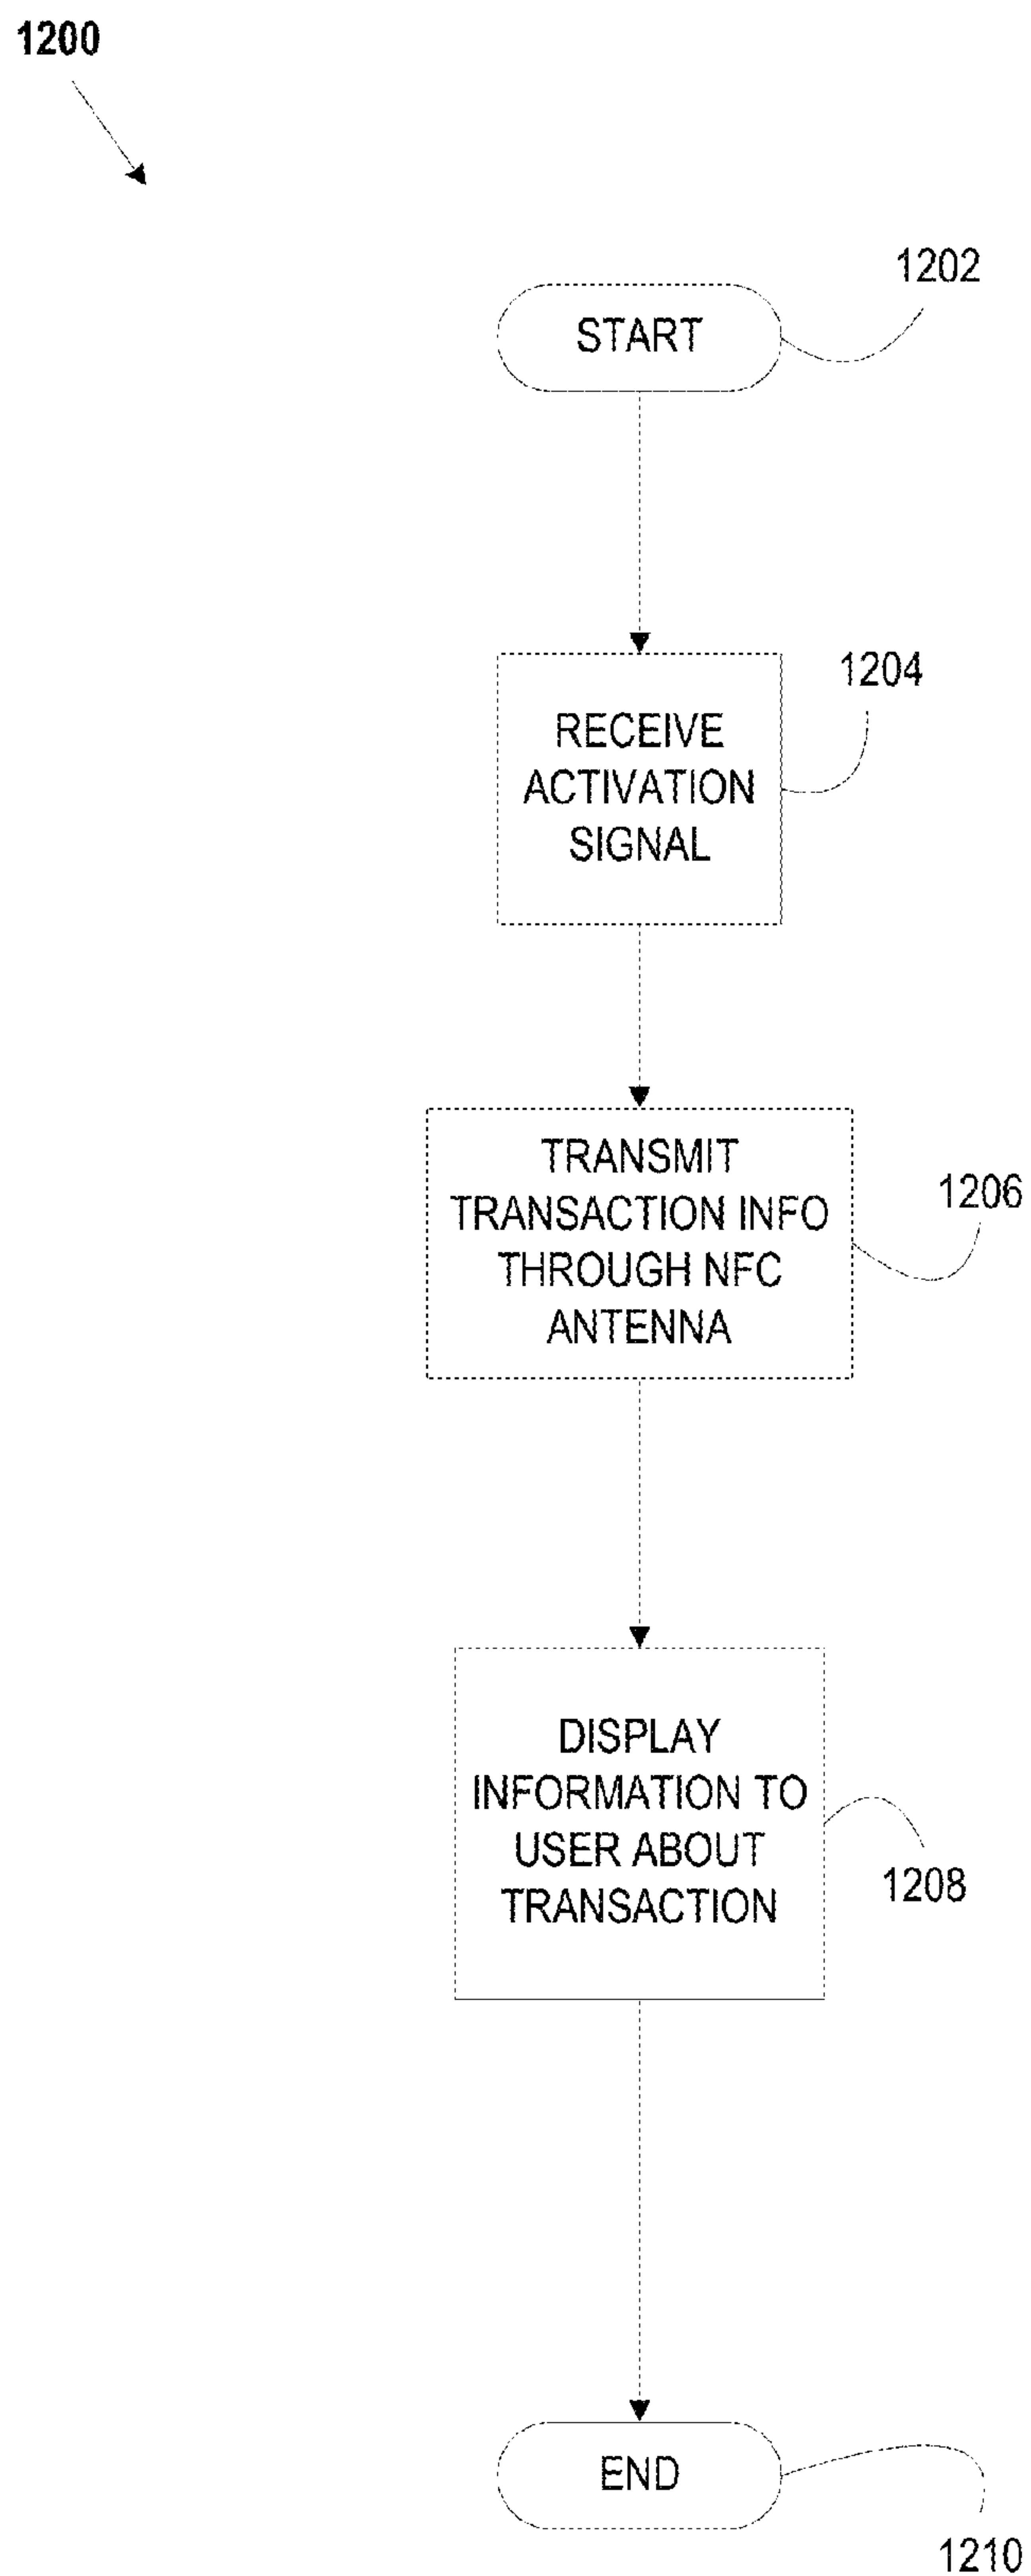 1200
1202
START
1204
RECEIVE
ACTIVATION
SIGNAL
1206
TRANSMIT
TRANSACTION INFO
THROUGH NFC
ANTENNA
DISPLAY
INFORMATION TO
USER ABOUT
TRANSACTION
1208
END
1210